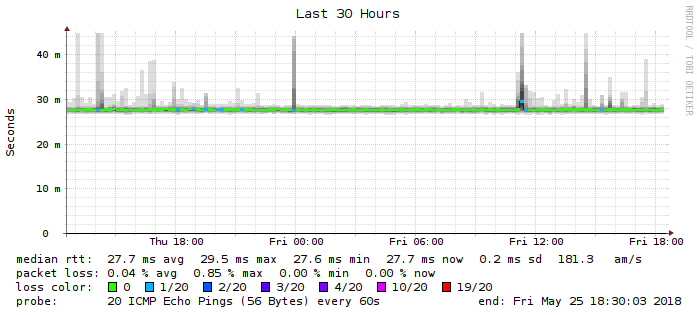 Last 30 Hours
RRDTOOL / TOBI OETIKER
Seconds
40 m
30 m
20 m
10 m
0
Thu 18:00 Fri 00:00 Fri 06:00 Fri 12:00 Fri 18:00
median rtt: 27.7 ms avg 29.5 ms max 27.6 ms min 27.7 ms now 0.2 ms sd 181.3 am/s
packet loss: 0.04 % avg 0.85 % max 0.00 % min 0.00 % now
loss color: 0 1/20 2/20 3/20 4/20 10/20 19/20
probe: 20 ICMP Echo Pings (56 Bytes) every 60s end: Fri May 25 18:30:03 2018